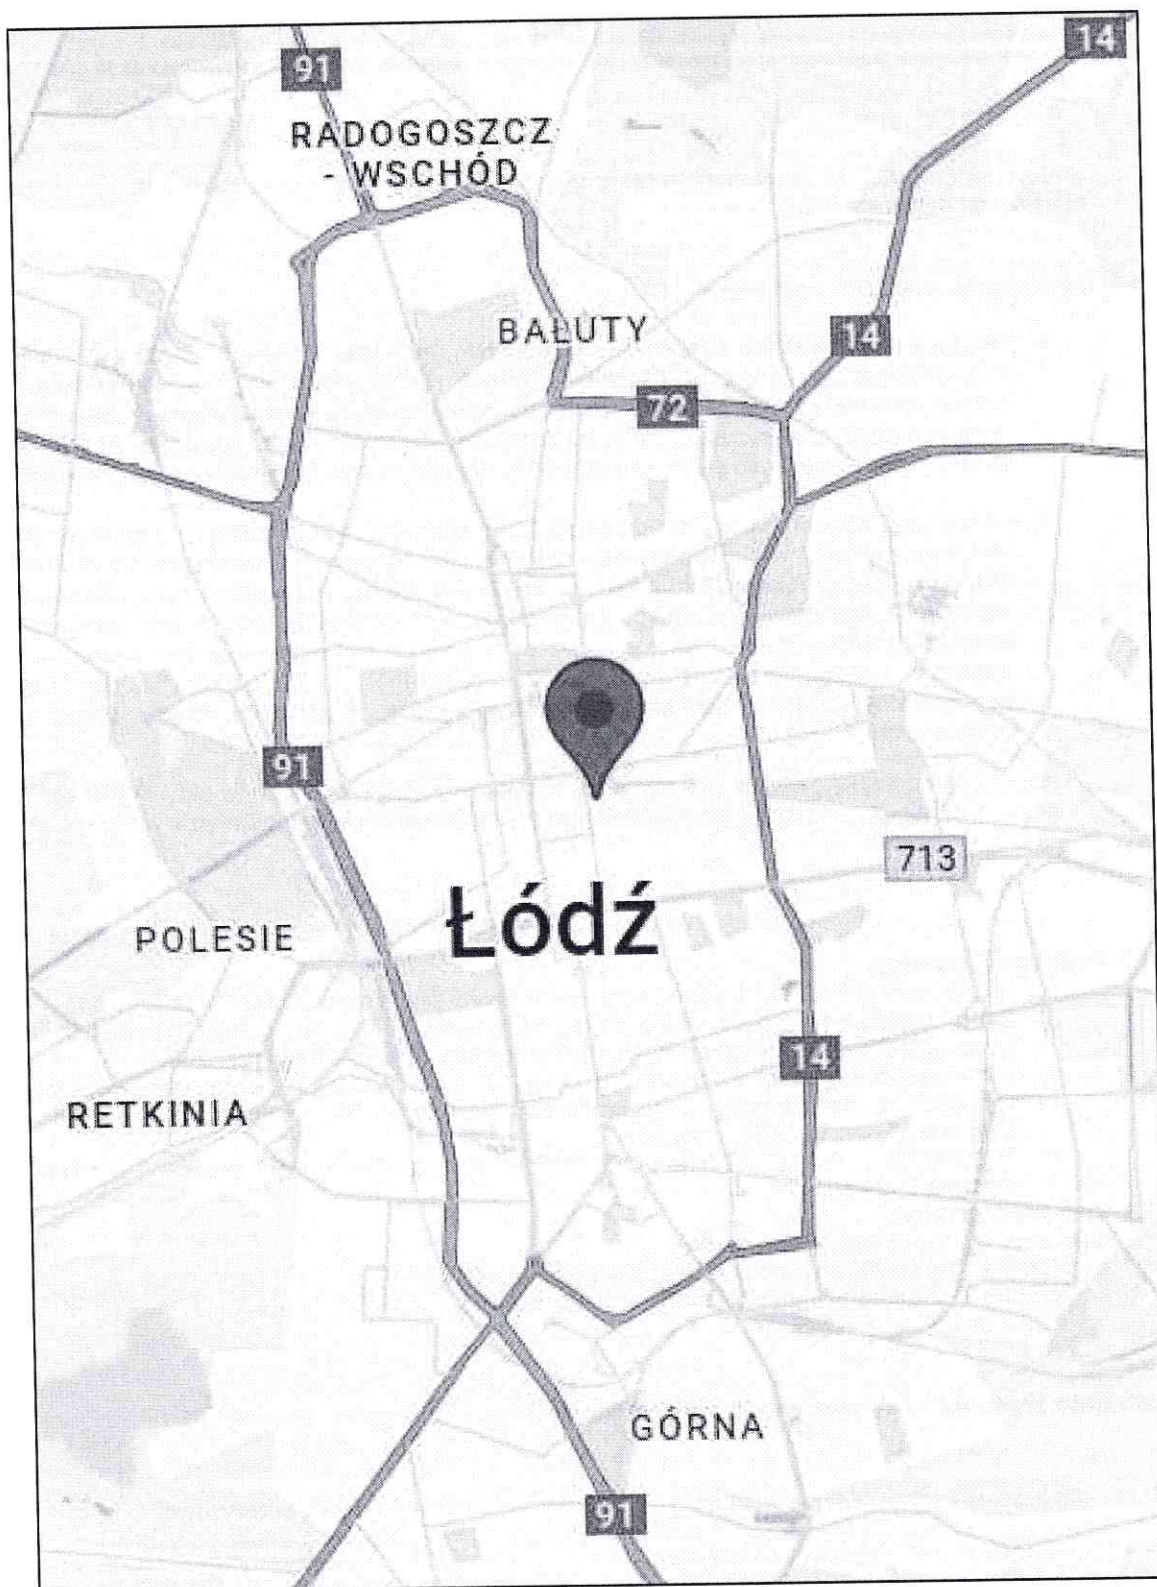 14
91
RADOGOSZCZ
- WSCHÓD
BAŁUTY
14
72
91
713
Łódź
POLESIE
14
RETKINIA
GÓRNA
91